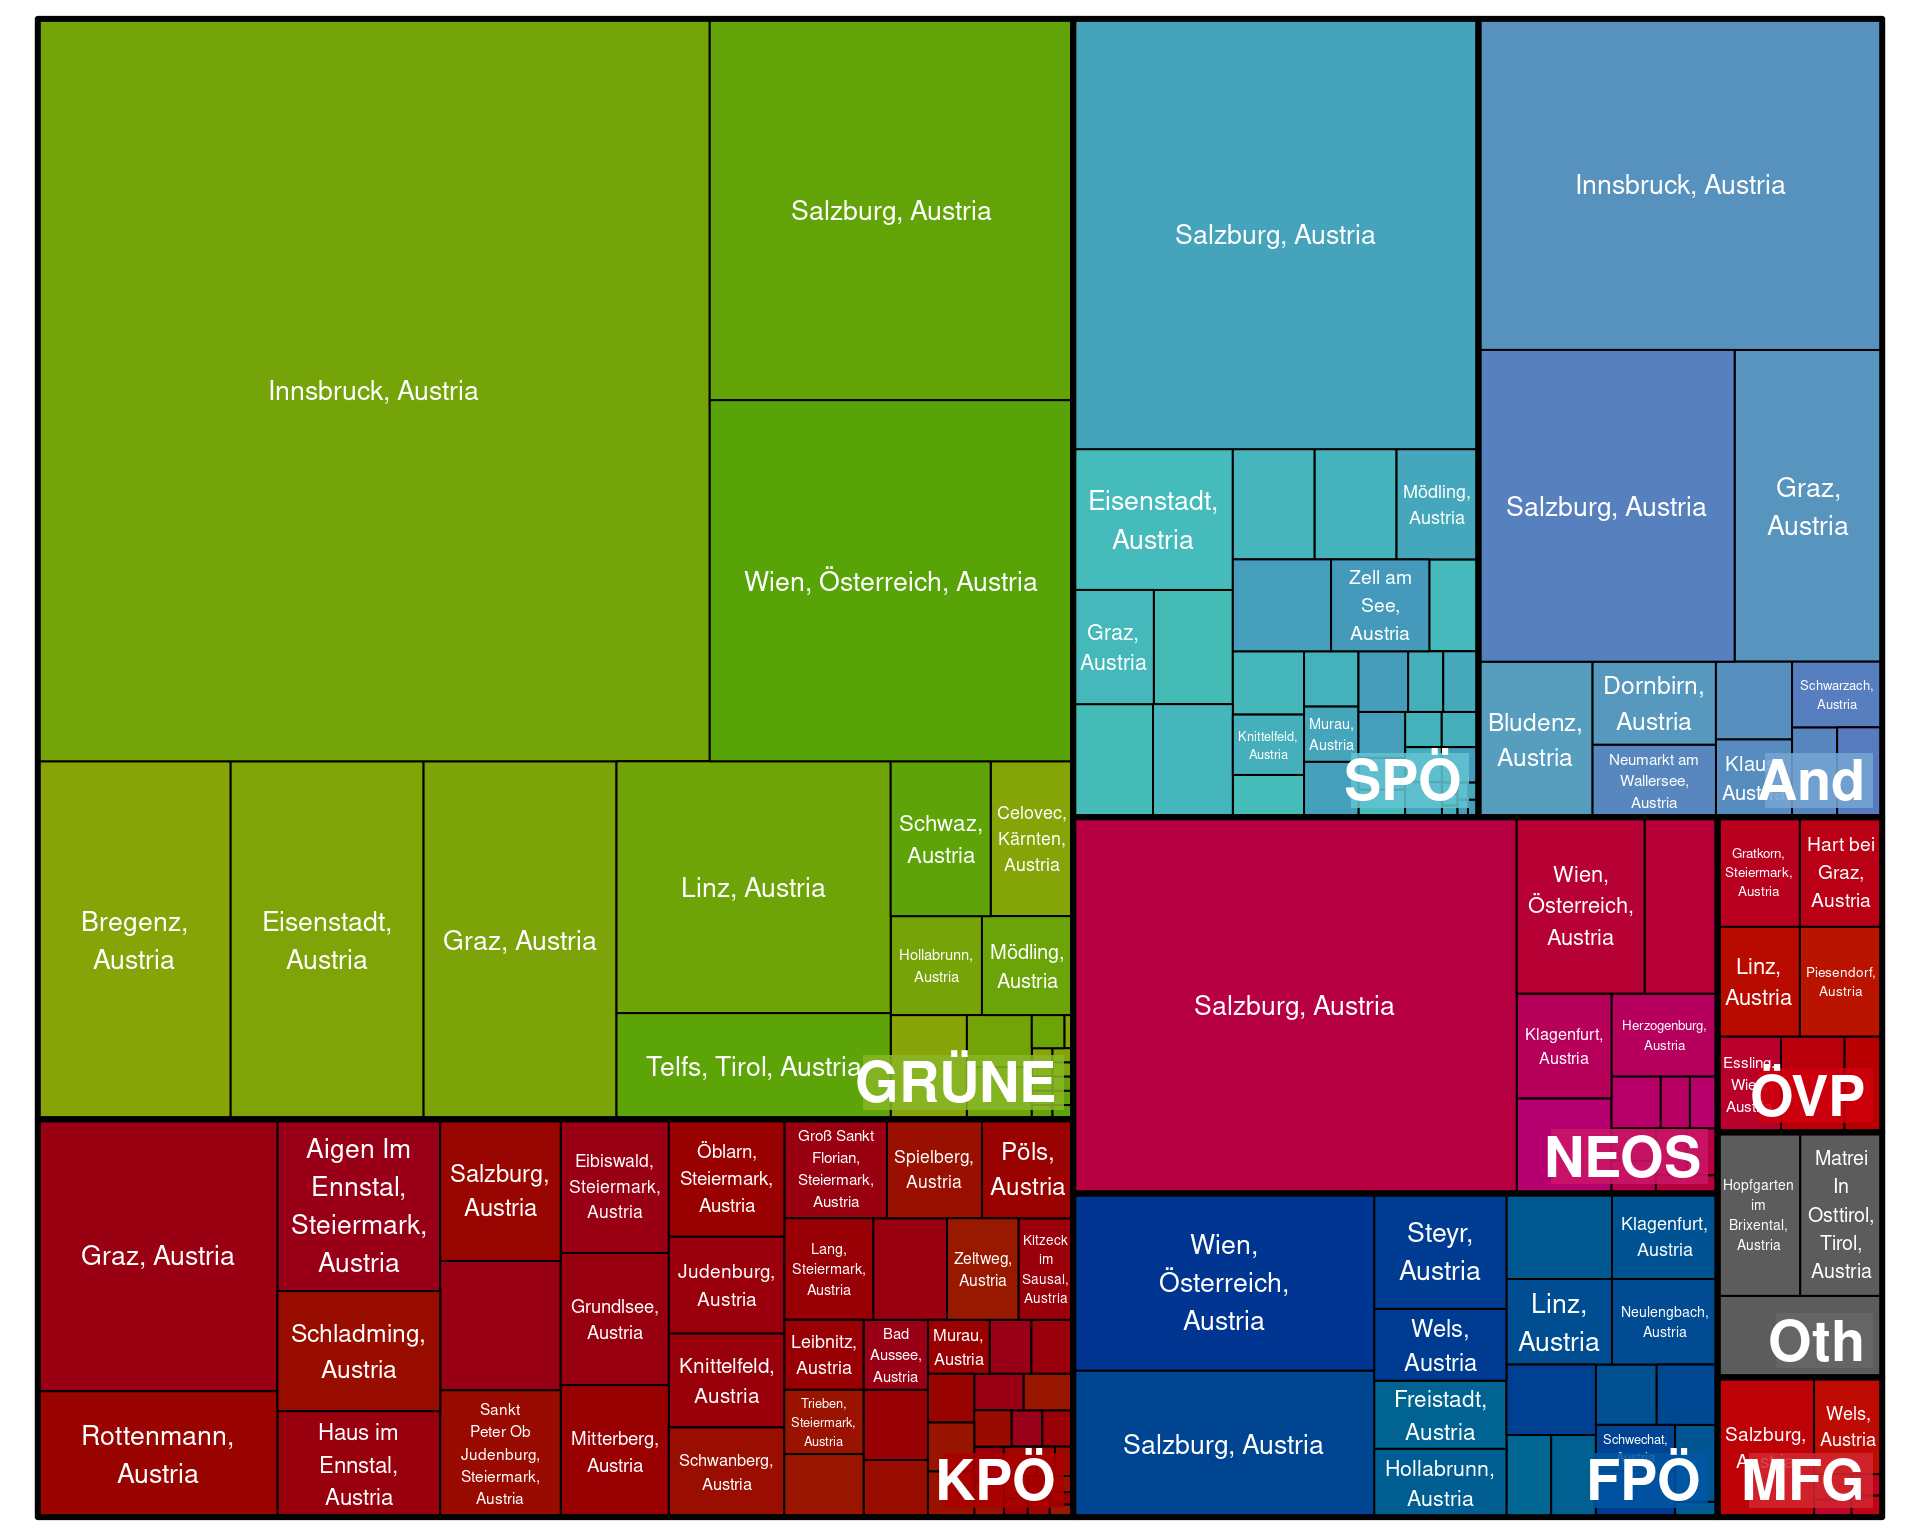 Innsbruck, Austria
Salzburg, Austria
Wien, Österreich, Austria
Bregenz,
Austria
Eisenstadt,
Austria
Graz, Austria
Linz, Austria
Telfs, Tirol, Austria
Schwaz,
Austria
Celovec,
Kärnten,
Austria
Hollabrunn,
Austria
Mödling,
Austria
GRÜNE
Salzburg, Austria
Eisenstadt,
Austria
Mödling,
Austria
Zell am
See,
Austria
Graz,
Austria
Knittelfeld,
Austria
Murau,
Austria
SPÖ
Innsbruck, Austria
Salzburg, Austria
Graz,
Austria
Bludenz,
Austria
Dornbirn,
Austria
Neumarkt am
Wallersee,
Austria
Schwarzach,
Austria
And
Graz, Austria
Rottenmann,
Austria
Aigen Im
Ennstal,
Steiermark,
Austria
Schladming,
Austria
Haus im
Ennstal,
Austria
Salzburg,
Austria
Sankt
Peter Ob
Judenburg,
Steiermark,
Austria
Eibiswald,
Steiermark,
Austria
Grundlsee,
Austria
Mitterberg,
Austria
Öblarn,
Steiermark,
Austria
Judenburg,
Austria
Knittelfeld,
Austria
Schwanberg,
Austria
Groß Sankt
Florian,
Steiermark,
Austria
Spielberg,
Austria
Pöls,
Austria
Lang,
Steiermark,
Austria
Zeltweg,
Austria
Kitzeck
im
Sausal,
Austria
Leibnitz,
Austria
Bad
Aussee,
Austria
Murau,
Austria
Trieben,
Steiermark,
Austria
KPÖ
Salzburg, Austria
Wien,
Österreich,
Austria
Klagenfurt,
Austria
Herzogenburg,
Austria
NEOS
Wien,
Österreich,
Austria
Salzburg, Austria
Steyr,
Austria
Wels,
Austria
Freistadt,
Austria
Hollabrunn,
Austria
Klagenfurt,
Austria
Linz,
Austria
Neulengbach,
Austria
Schwechat,
Austria
FPÖ
Gratkorn,
Steiermark,
Austria
Hart bei
Graz,
Austria
Linz,
Austria
Piesendorf,
Austria
Essling,
ÖVP
Hopfgarten
im
Brixental,
Austria
Matrei
In
Osttirol,
Tirol,
Austria
Oth
Salzburg,
Wels,
Austria
MFG